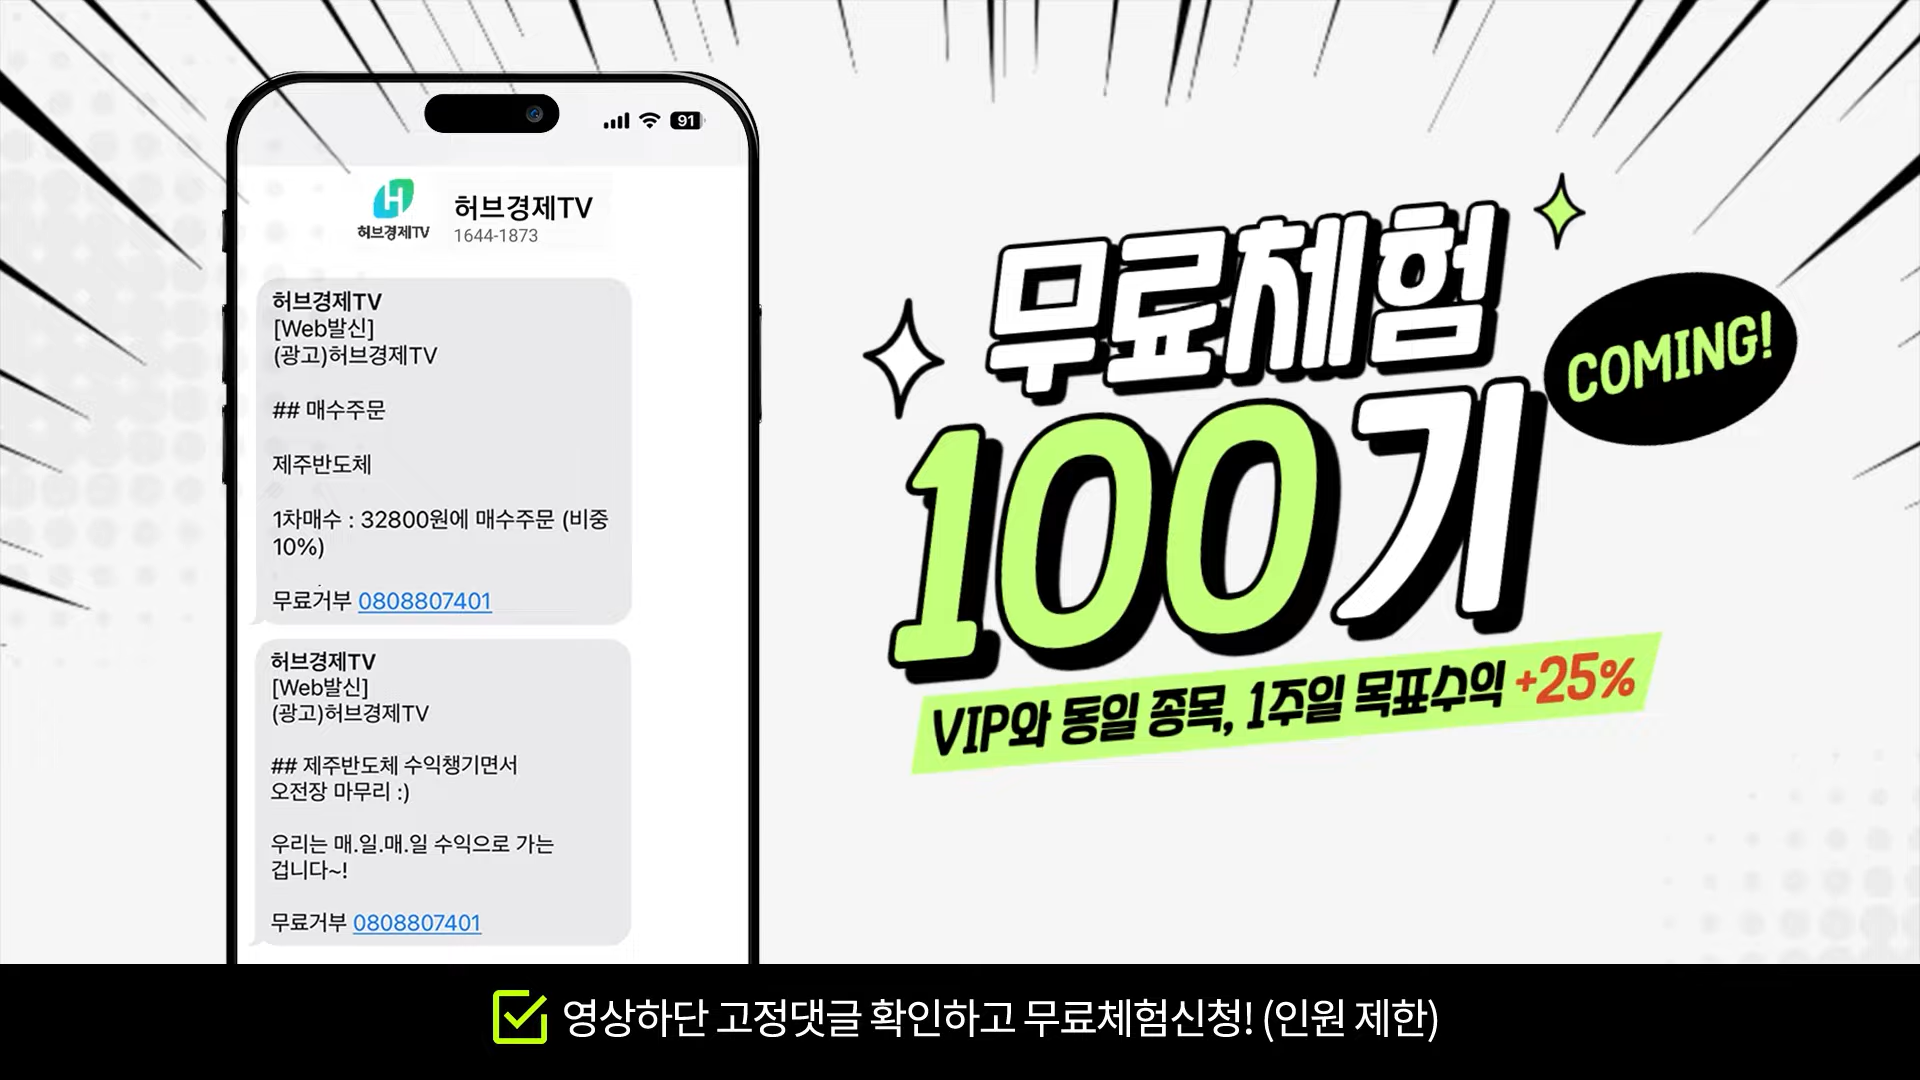 91
허브경제TV
허브경제TV
1644-1873
허브경제TV
[Web발신]
(광고)허브경제TV
## 매수주문
제주반도체
1차매수 : 32800원에 매수주문 (비중
10%)
무료거부 0808807401
허브경제TV
[Web발신]
(광고)허브경제TV
## 제주반도체 수익챙기면서
오전장 마무리 :)
우리는 매.일.매.일 수익으로 가는
겁니다~!
무료거부 0808807401
무료체험
100기
COMING!
VIP와 동일 종목, 1주일 목표수익 +25%
영상하단 고정댓글 확인하고 무료체험신청! (인원 제한)